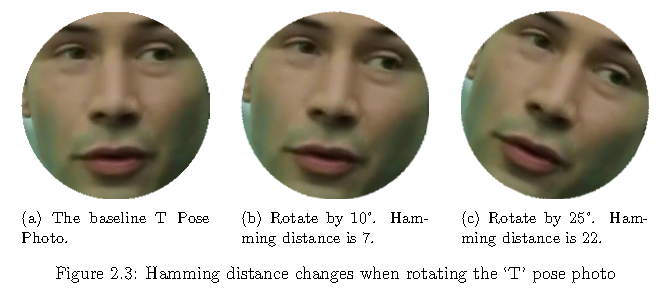 (a) The baseline T Pose
Photo.
(b) Rotate by 10°. Ham-
ming distance is 7.
(c) Rotate by 25°. Ham-
ming distance is 22.
Figure 2.3: Hamming distance changes when rotating the ‘T’ pose photo